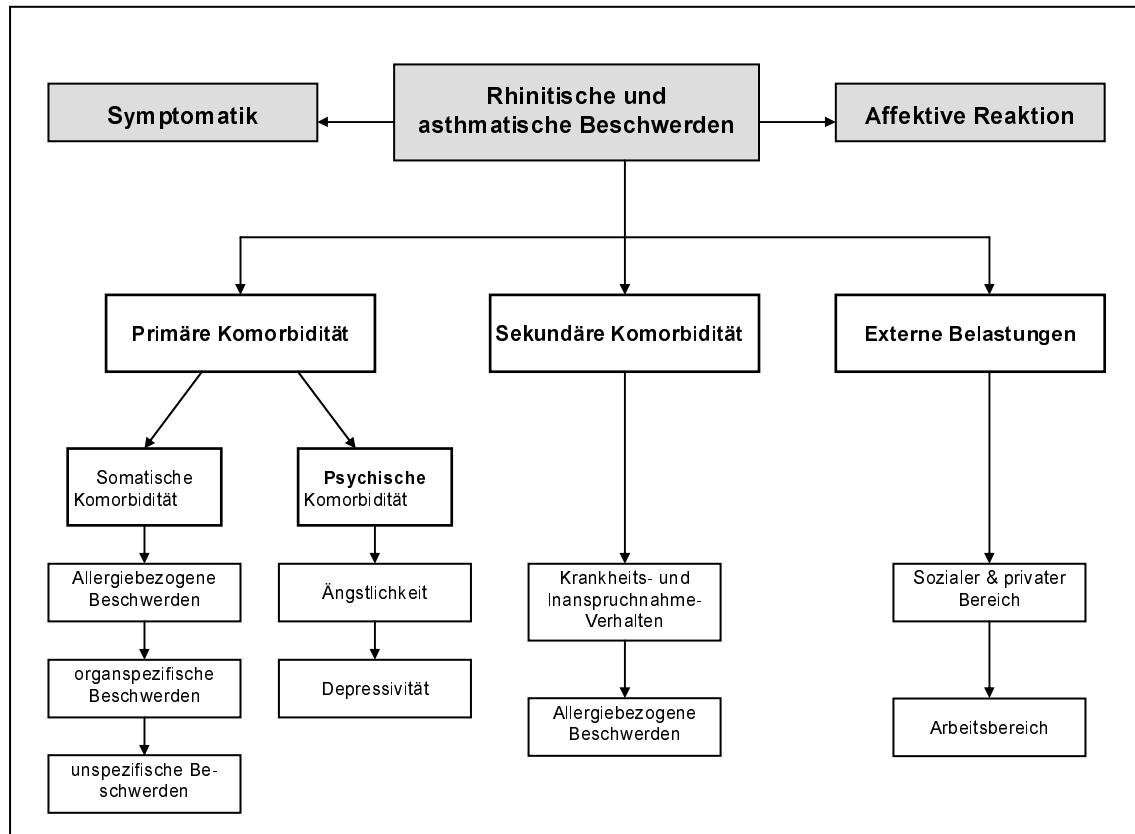 Symptomatik
Rhinitische und
asthmatische Beschwerden
Affektive Reaktion
Primäre Komorbidität
Sekundäre Komorbidität
Externe Belastungen
Somatische
Komorbidität
Psychische
Komorbidität
Allergiebezogene
Beschwerden
Ängstlichkeit
Krankheits- und
Inanspruchnahme-
Verhalten
Sozialer & privater
Bereich
organspezifische
Beschwerden
Depressivität
Allergiebezogene
Beschwerden
Arbeitsbereich
unspezifische Be-
schwerden